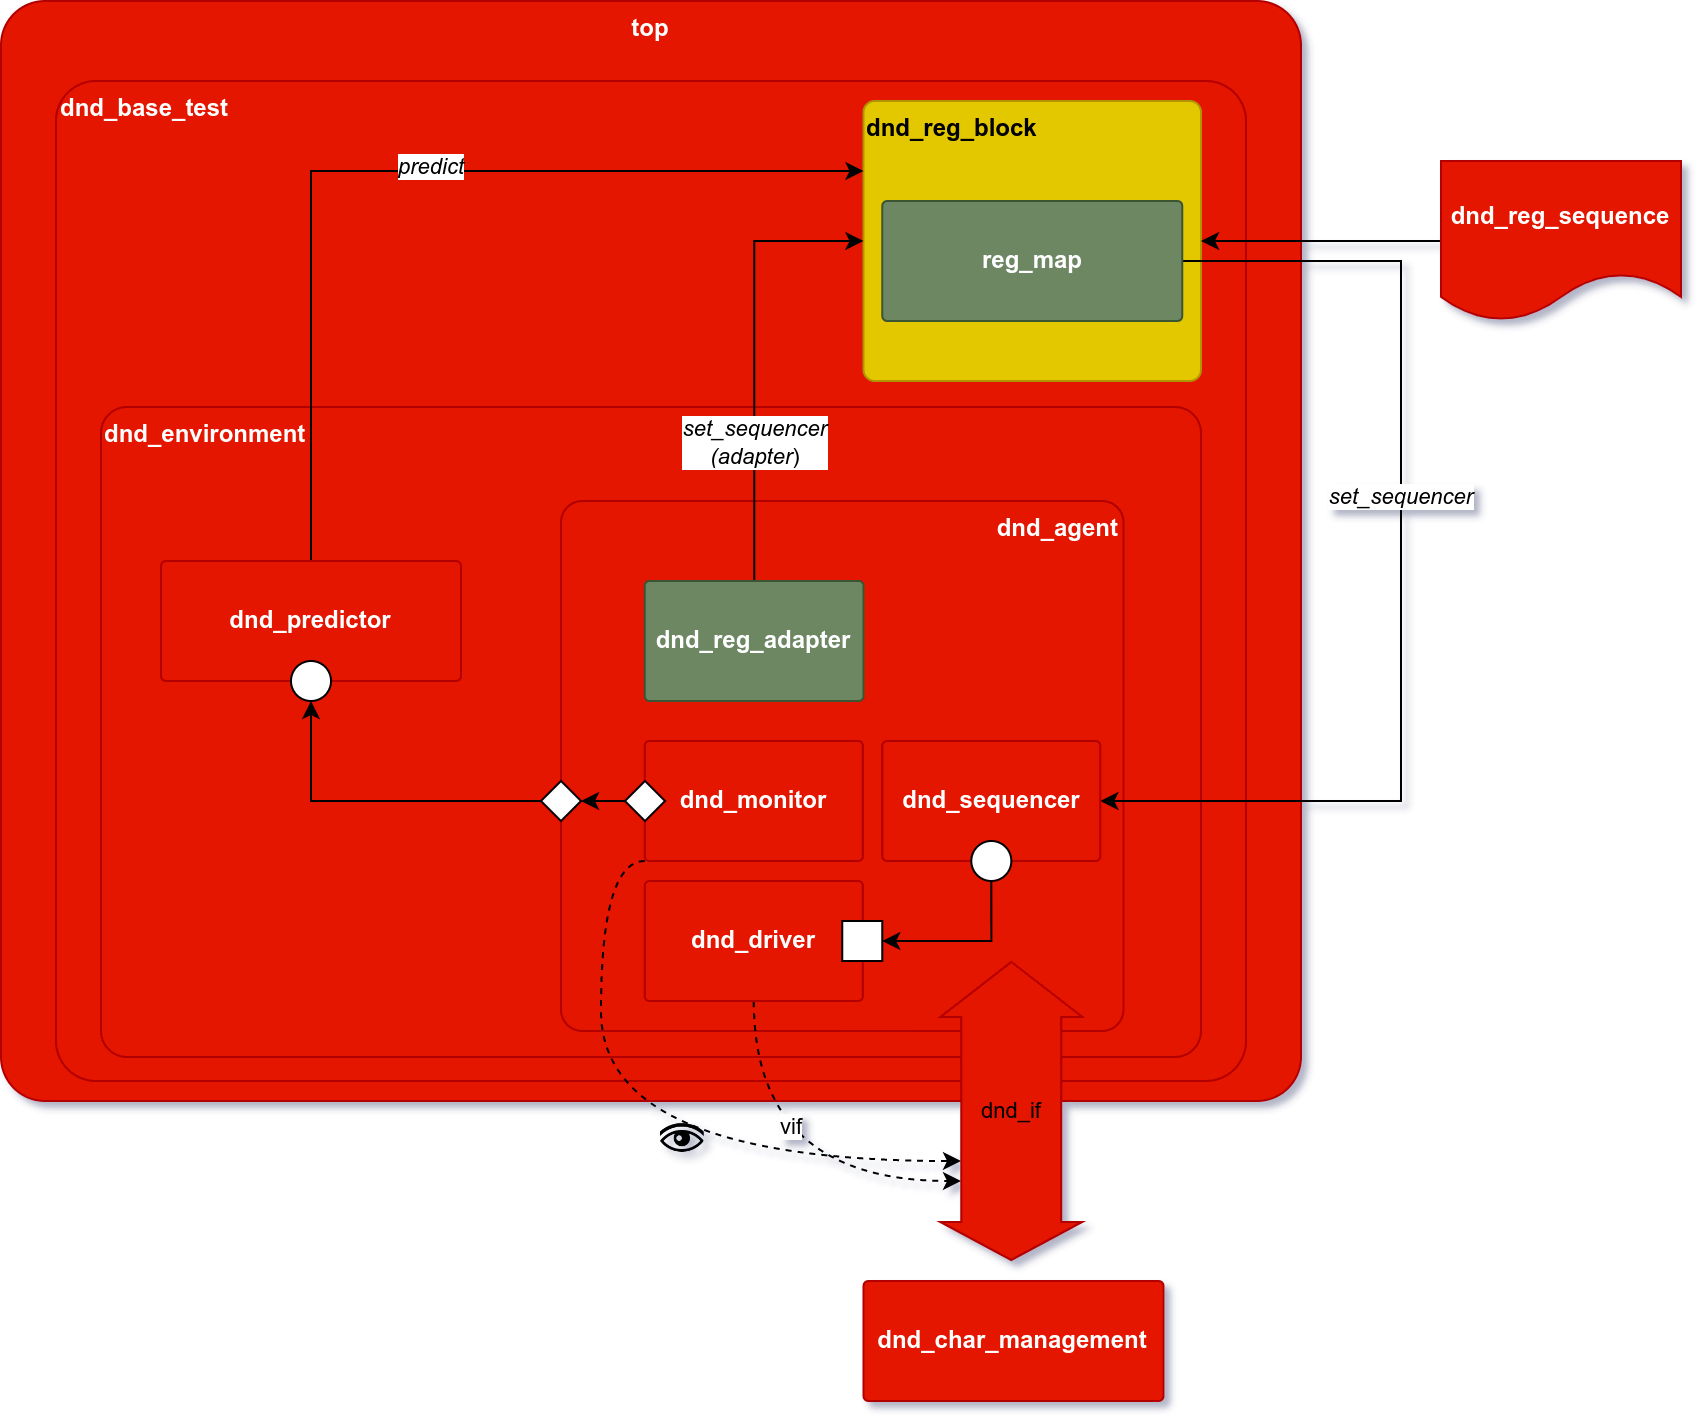 top
dnd_base_test
dnd_reg_block
predict
dnd_reg_sequence
reg_map
set_sequencer
(adapter)
dnd_environment
set_sequencer
dnd_agent
dnd_predictor
dnd_reg_adapter
dnd_monitor
dnd_sequencer
dnd_driver
dnd_if
vif
dnd_char_management